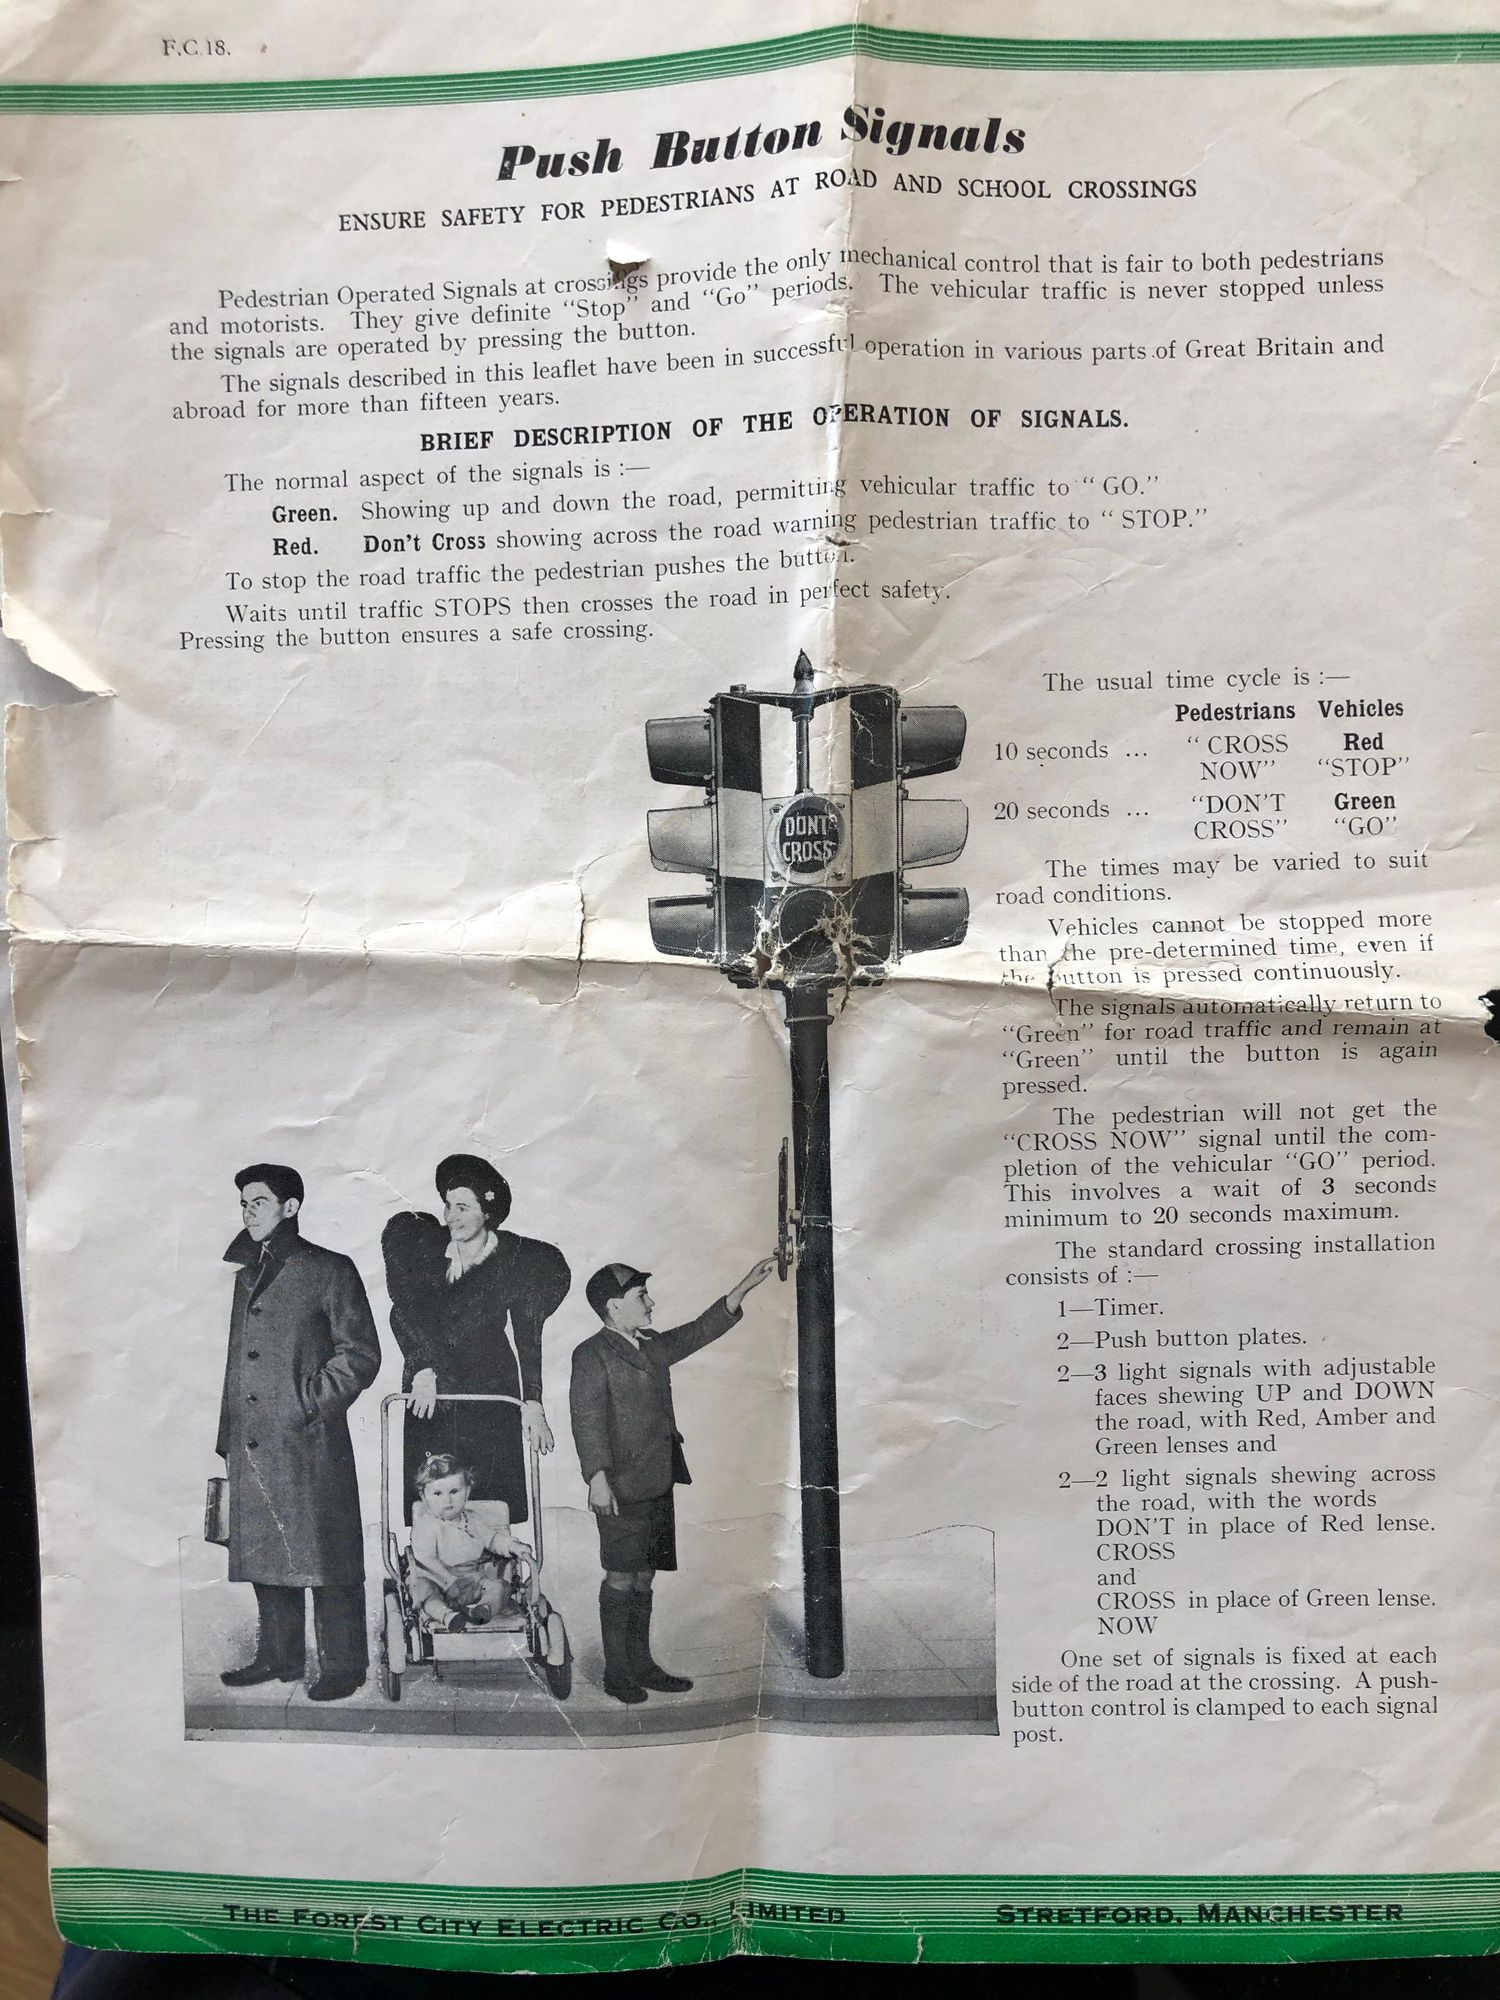 F.C.18.
Push Button Signals
ENSURE SAFETY FOR PEDESTRIANS AT ROAD AND SCHOOL CROSSINGS
Pedestrian Operated Signals at crossings provide the only mechanical control that is fair to both pedestrians
and motorists. They give definite "Stop" and "Go" periods. The vehicular traffic is never stopped unless
the signals are operated by pressing the button.
The signals described in this leaflet have been in successful operation in various parts of Great Britain and
abroad for more than fifteen years.
BRIEF DESCRIPTION OF THE OPERATION OF SIGNALS.
The normal aspect of the signals is :—
Green. Showing up and down the road, permitting vehicular traffic to "GO."
Red. Don't Cross showing across the road warning pedestrian traffic to "STOP."
To stop the road traffic the pedestrian pushes the button.
Waits until traffic STOPS then crosses the road in perfect safety.
Pressing the button ensures a safe crossing.
DON'T
CROSS
The usual time cycle is :—
Pedestrians Vehicles
10 seconds ... "CROSS Red
NOW" "STOP"
20 seconds ... "DON'T Green
CROSS" "GO"
The times may be varied to suit
road conditions.
Vehicles cannot be stopped more
than the pre-determined time, even if
the button is pressed continuously.
The signals automatically return to
"Green" for road traffic and remain at
"Green" until the button is again
pressed.
The pedestrian will not get the
"CROSS NOW" signal until the com-
pletion of the vehicular "GO" period.
This involves a wait of 3 seconds
minimum to 20 seconds maximum.
The standard crossing installation
consists of :—
1—Timer.
2—Push button plates.
2—3 light signals with adjustable
faces shewing UP and DOWN
the road, with Red, Amber and
Green lenses and
2—2 light signals shewing across
the road, with the words
DON'T in place of Red lense.
CROSS
and
CROSS in place of Green lense.
NOW
One set of signals is fixed at each
side of the road at the crossing. A push-
button control is clamped to each signal
post.
THE FOREST CITY ELECTRIC CO., LIMITED STRETFORD, MANCHESTER